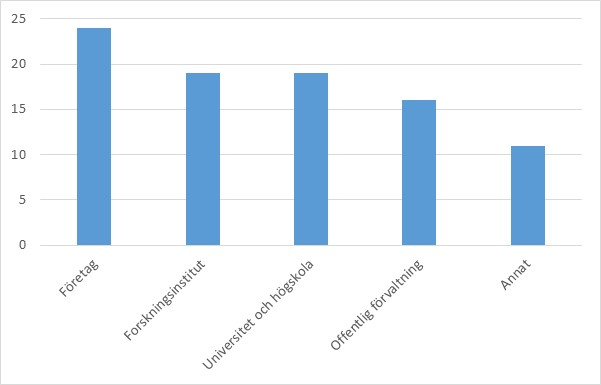 25
20
15
10
5
0
Företag
Forskningsinstitut
Universitet och högskola
Offentlig förvaltning
Annat